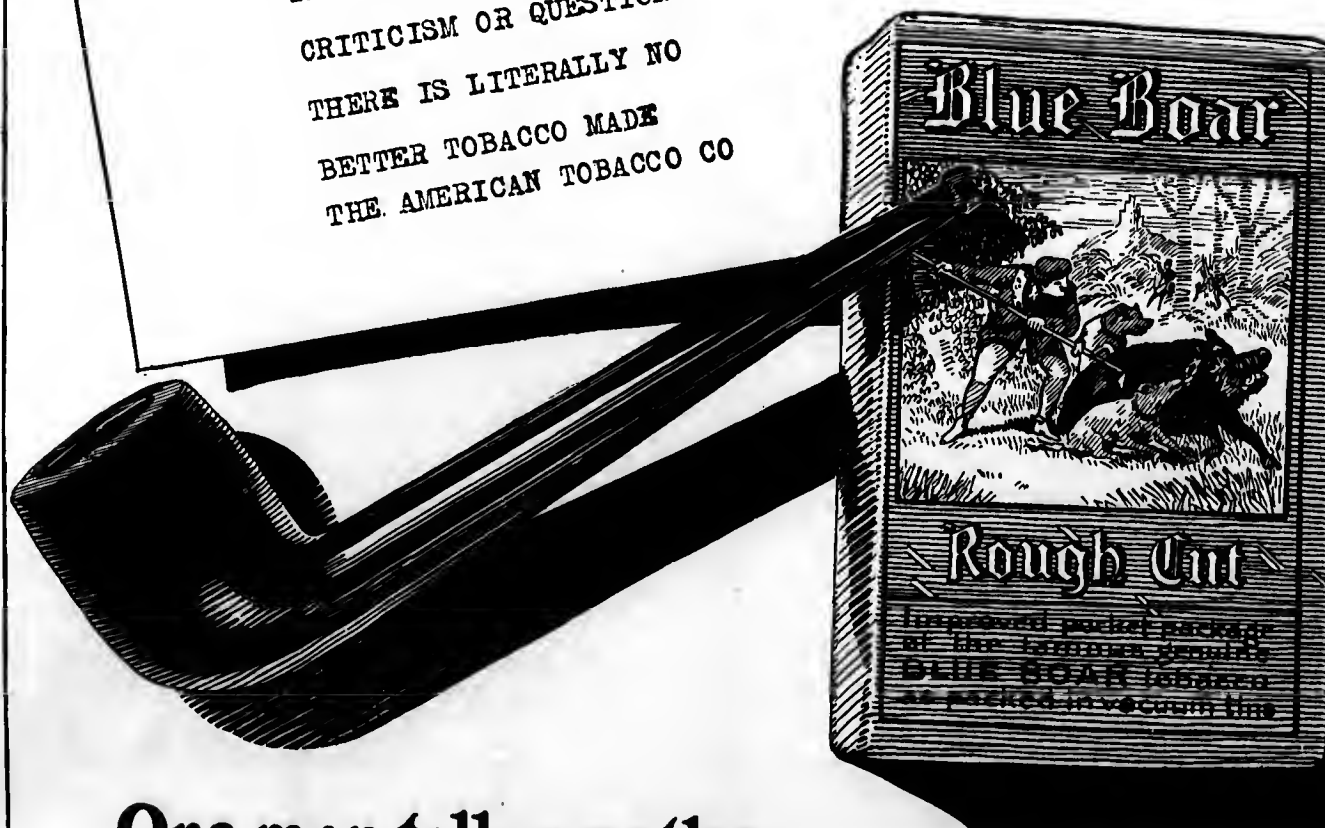 CRITICISM OR
THERE IS LITERALLY NO
BETTER TOBACCO MADE
THE. AMERICAN TOBACCO CO
Blue Boar
Rough Cut
Improved pocket package
of the famous genuine
BLUE BOAR tobacco
as packed in vacuum tins